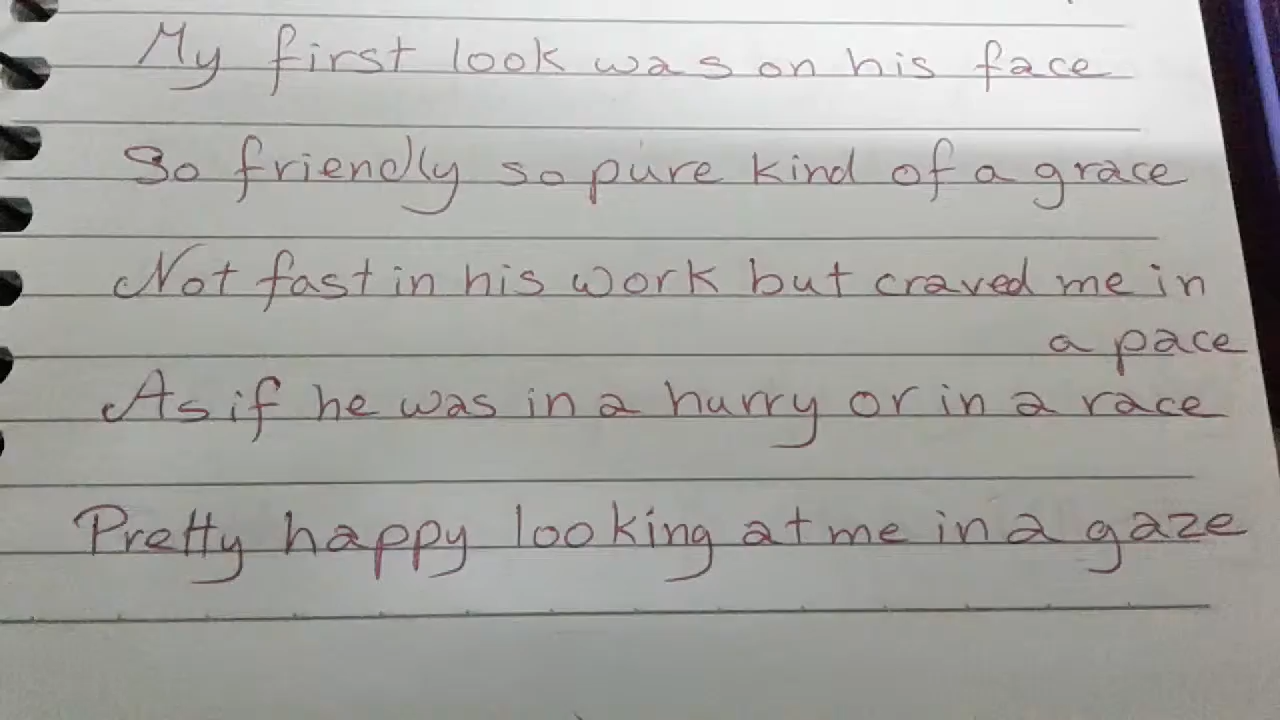 My first look was on his face
So friendly so pure kind of a grace
Not fast in his work but craved me in
a pace
As if he was in a hurry or in a race
Pretty happy looking at me in a gaze